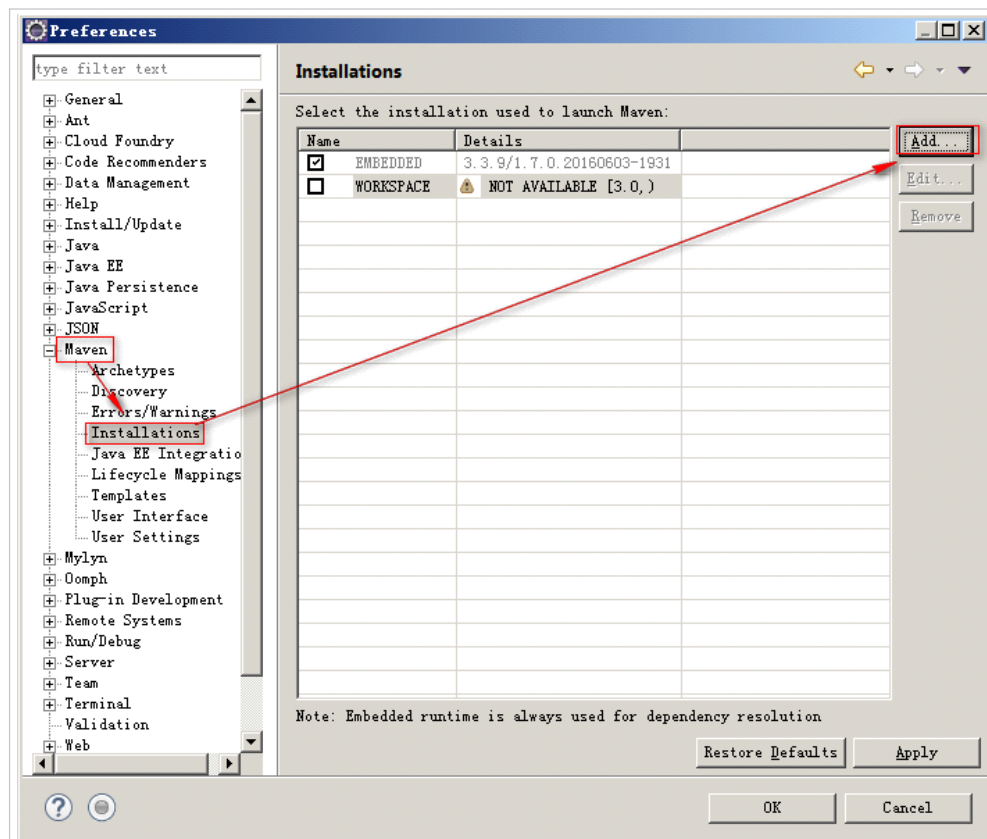 Preferences
type filter text
General
Ant
Cloud Foundry
Code Recommenders
Data Management
Help
Install/Update
Java
Java EE
Java Persistence
JavaScript
JSON
Maven
Archetypes
Discovery
Errors/Warnings
Installations
Java EE Integratio
Lifecycle Mappings
Templates
User Interface
User Settings
Mylyn
Oomph
Plug-in Development
Remote Systems
Run/Debug
Server
Team
Terminal
Validation
Web
Installations
Select the installation used to launch Maven:
Name Details
EMBEDDED 3.3.9/1.7.0.20160603-1931
WORKSPACE NOT AVAILABLE [3.0,)
Add...
Edit...
Remove
Note: Embedded runtime is always used for dependency resolution
Restore Defaults Apply
? OK Cancel